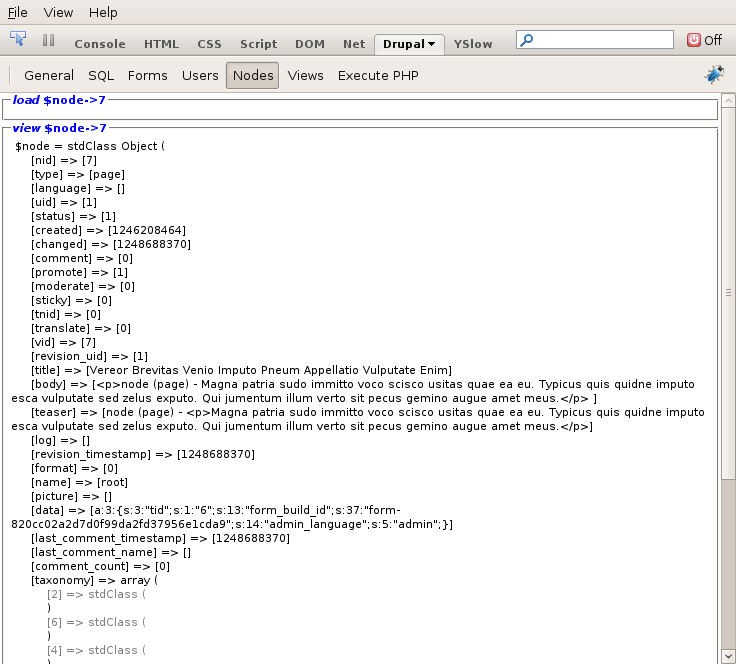 File View Help
Console HTML CSS Script DOM Net Drupal YSlow Off
General SQL Forms Users Nodes Views Execute PHP
load $node->7
view $node->7
$node = stdClass Object (
[nid] => [7]
[type] => [page]
[language] => []
[uid] => [1]
[status] => [1]
[created] => [1246208464]
[changed] => [1248688370]
[comment] => [0]
[promote] => [1]
[moderate] => [0]
[sticky] => [0]
[tnid] => [0]
[translate] => [0]
[vid] => [7]
[revision_uid] => [1]
[title] => [Vereor Brevitas Venio Imputo Pneum Appellatio Vulputate Enim]
[body] => [<p>node (page) - Magna patria sudo immitto voco scisco usitas quae ea eu. Typicus quis quidne imputo
esca vulputate sed zelus exputo. Qui jumentum illum verto sit pecus gemino augue amet meus.</p> ]
[teaser] => [node (page) - <p>Magna patria sudo immitto voco scisco usitas quae ea eu. Typicus quis quidne imputo
esca vulputate sed zelus exputo. Qui jumentum illum verto sit pecus gemino augue amet meus.</p>]
[log] => []
[revision_timestamp] => [1248688370]
[format] => [0]
[name] => [root]
[picture] => []
[data] => [a:3:{s:3:"tid";s:1:"6";s:13:"form_build_id";s:37:"form-
820cc02a2d7d0f99da2fd37956e1cda9";s:14:"admin_language";s:5:"admin";}]
[last_comment_timestamp] => [1248688370]
[last_comment_name] => []
[comment_count] => [0]
[taxonomy] => array (
[2] => stdClass (
)
[6] => stdClass (
)
[4] => stdClass (
)